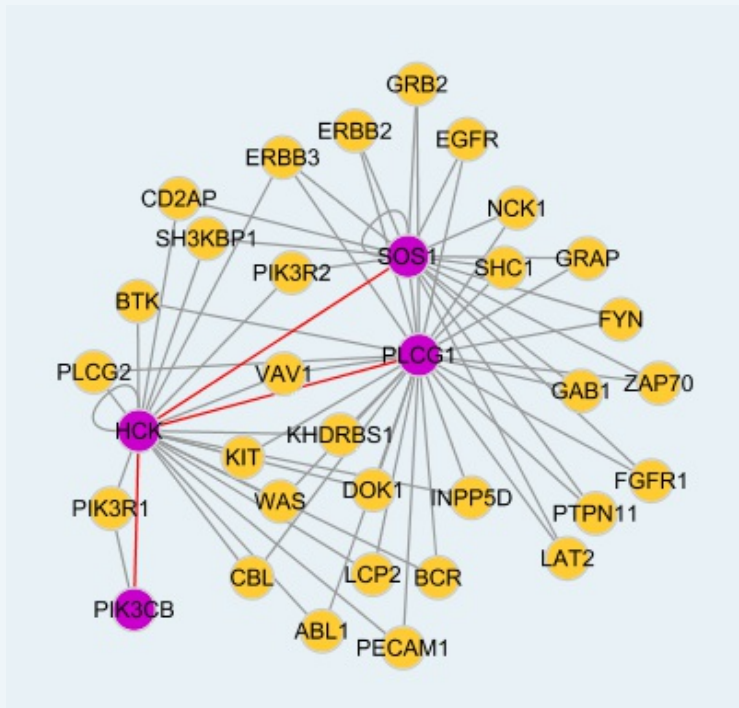 GRB2
ERBB2
EGFR
ERBB3
CD2AP
NCK1
SH3KBP1
SOS1
GRAP
PIK3R2
SHC1
BTK
FYN
PLCG1
PLCG2
VAV1
GAB1
ZAP70
HCK
KHDRBS1
KIT
FGFR1
DOK1
INPP5D
WAS
PIK3R1
PTPN11
LAT2
CBL
LCP2
BCR
PIK3CB
ABL1
PECAM1